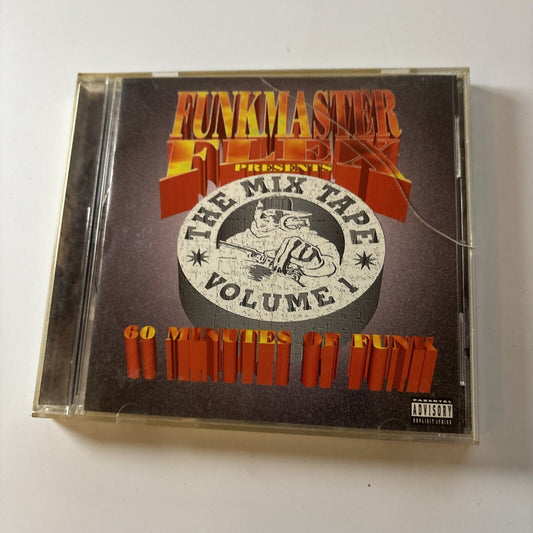 FUNKMASTER
FLEX
PRESENTS
THE MIX TAPE
VOLUME 1
60 MINUTES OF FUNK
PARENTAL
ADVISORY
EXPLICIT LYRICS